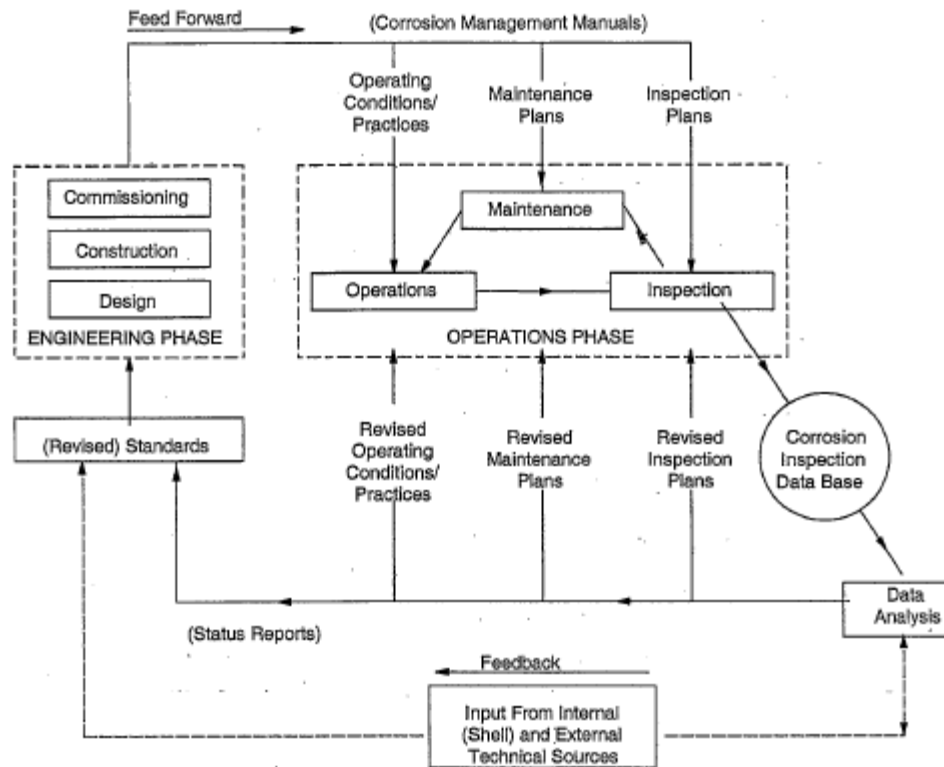 Feed Forward
(Corrosion Management Manuals)
Operating
Conditions/
Practices
Maintenance
Plans
Inspection
Plans
Commissioning
Construction
Design
ENGINEERING PHASE
Maintenance
Operations
Inspection
OPERATIONS PHASE
(Revised) Standards
Revised
Operating
Conditions/
Practices
Revised
Maintenance
Plans
Revised
Inspection
Plans
Corrosion
Inspection
Data Base
Data
Analysis
(Status Reports)
Feedback
Input From Internal
(Shell) and External
Technical Sources